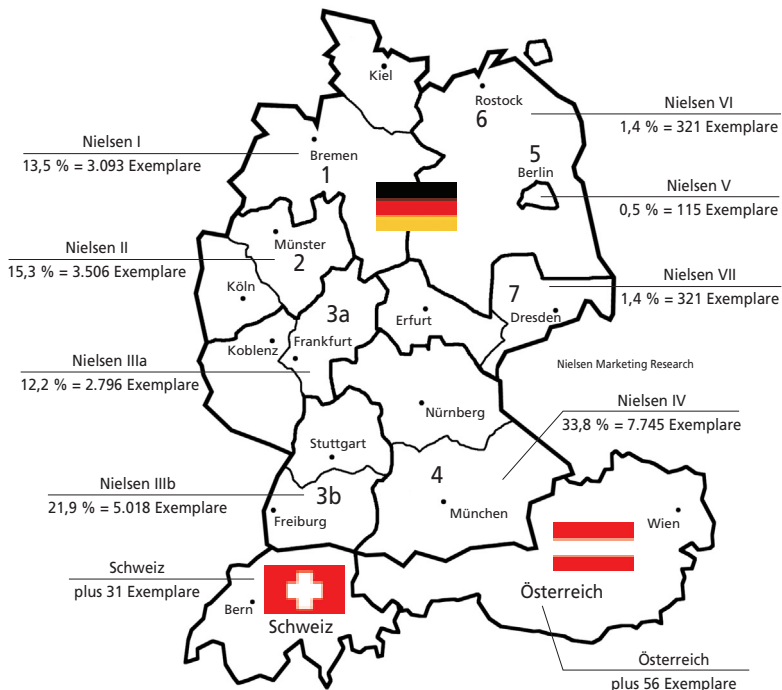 Kiel
Rostock
6
Nielsen VI
1,4 % = 321 Exemplare
Nielsen I
13,5 % = 3.093 Exemplare
Bremen
1
5
Berlin
Nielsen V
0,5 % = 115 Exemplare
Nielsen II
15,3 % = 3.506 Exemplare
Münster
2
Köln
Nielsen VII
1,4 % = 321 Exemplare
7
Dresden
3a
Erfurt
Koblenz
Frankfurt
Nielsen Marketing Research
Nielsen IIIa
12,2 % = 2.796 Exemplare
Nürnberg
Nielsen IV
33,8 % = 7.745 Exemplare
Stuttgart
Nielsen IIIb
21,9 % = 5.018 Exemplare
3b
Freiburg
4
München
Wien
Schweiz
plus 31 Exemplare
Bern
Schweiz
Österreich
Österreich
plus 56 Exemplare